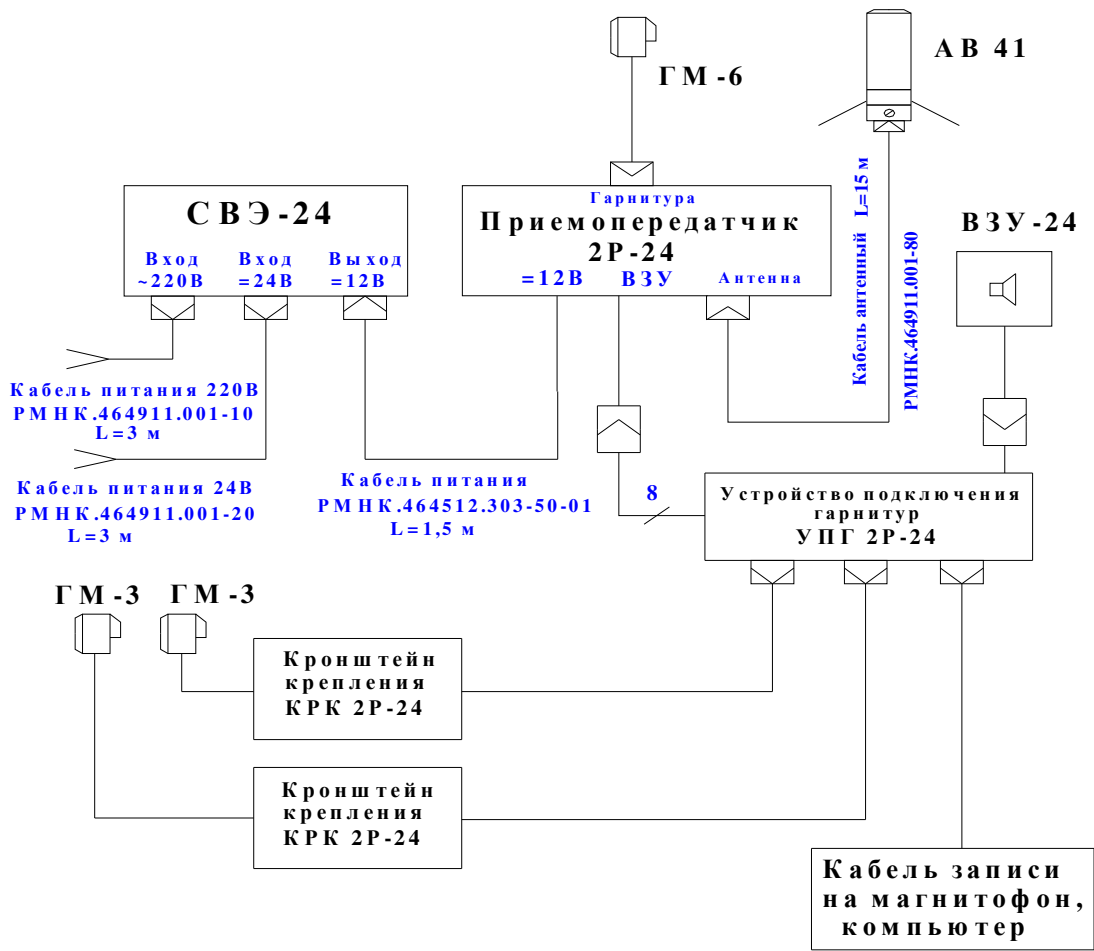 ГМ-6
АВ 41
СВЭ-24
Вход
~220В
Вход
=24В
Выход
=12В
Гарнитура
Приемопередатчик
2Р-24
=12В
ВЗУ
Антенна
Кабель антенный L=15 м
РМНК.464911.001-80
ВЗУ-24
Кабель питания 220В
РМНК.464911.001-10
L=3 м
Кабель питания 24В
РМНК.464911.001-20
L=3 м
Кабель питания
РМНК.464512.303-50-01
L=1,5 м
8
Устройство подключения
гарнитур
УПГ 2Р-24
ГМ-3
ГМ-3
Кронштейн
крепления
КРК 2Р-24
Кронштейн
крепления
КРК 2Р-24
Кабель записи
на магнитофон,
компьютер